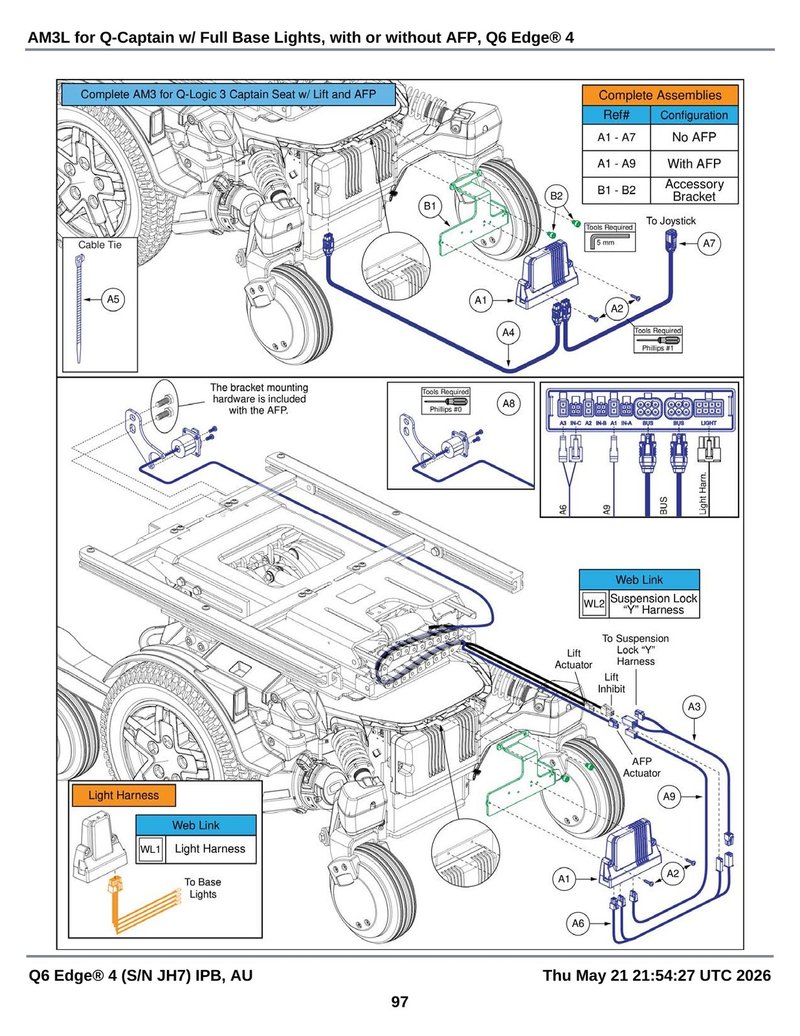 AM3L for Q-Captain w/ Full Base Lights, with or without AFP, Q6 Edge® 4
Complete AM3 for Q-Logic 3 Captain Seat w/ Lift and AFP
Complete Assemblies
Ref# Configuration
A1 - A7 No AFP
A1 - A9 With AFP
B1 - B2 Accessory
Bracket
B1
B2
To Joystick
Tools Required
5 mm
A7
Cable Tie
A5
A1
A2
A4
Tools Required
Phillips #1
The bracket mounting
hardware is included
with the AFP.
Tools Required
Phillips #0
A8
A3 IN-C A2 IN-B A1 IN-A BUS BUS LIGHT
A6
A9
BUS
Light Harn.
Web Link
WL2 Suspension Lock
“Y” Harness
To Suspension
Lock “Y”
Harness
Lift
Actuator
Lift
Inhibit
A3
AFP
Actuator
A9
Light Harness
Web Link
WL1 Light Harness
To Base
Lights
A1
A2
A6
Q6 Edge® 4 (S/N JH7) IPB, AU
Thu May 21 21:54:27 UTC 2026
97